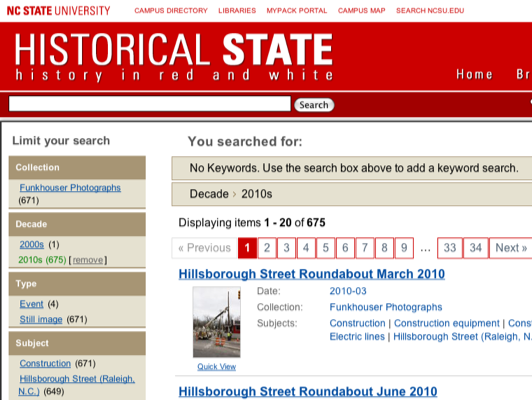 NC STATE UNIVERSITY
CAMPUS DIRECTORY LIBRARIES MYPACK PORTAL CAMPUS MAP SEARCH NCSU.EDU
HISTORICAL STATE
history in red and white
Home Br
Search
Limit your search
Collection
Funkhouser Photographs
(671)
Decade
2000s (1)
2010s (675) [remove]
Type
Event (4)
Still image (671)
Subject
Construction (671)
Hillsborough Street (Raleigh,
N.C.) (649)
You searched for:
No Keywords. Use the search box above to add a keyword search.
Decade › 2010s
Displaying items 1 - 20 of 675
« Previous 1 2 3 4 5 6 7 8 9 ... 33 34 Next »
Hillsborough Street Roundabout March 2010
Date: 2010-03
Collection: Funkhouser Photographs
Subjects: Construction | Construction equipment | Cons
Electric lines | Hillsborough Street (Raleigh, N.
Quick View
Hillsborough Street Roundabout June 2010